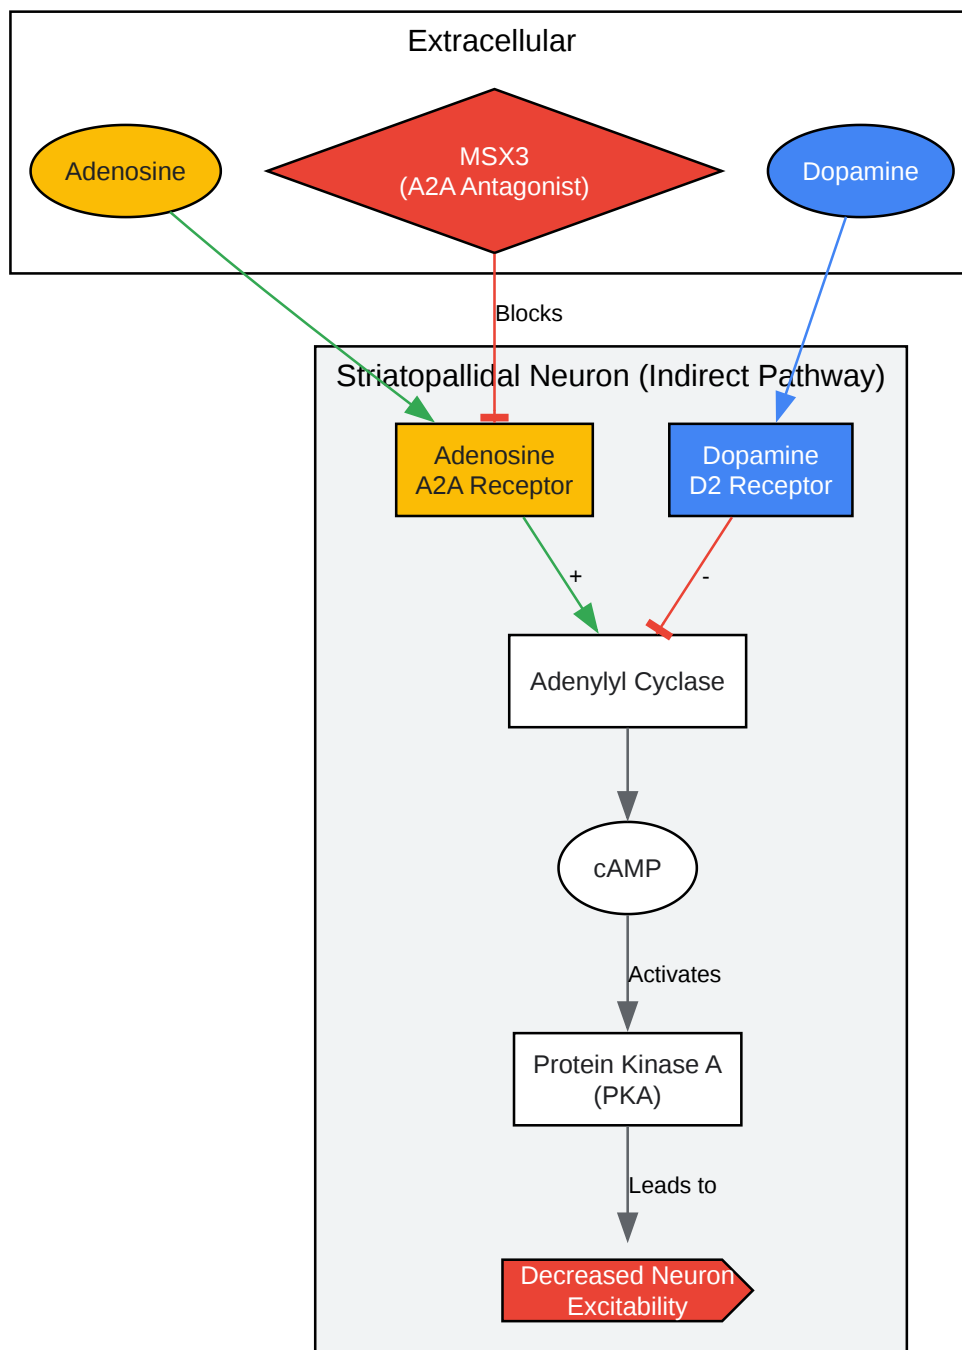 Extracellular
Adenosine
MSX3
(A2A Antagonist)
Dopamine
Blocks
Striatopallidal Neuron (Indirect Pathway)
Adenosine
A2A Receptor
Dopamine
D2 Receptor
+
-
Adenylyl Cyclase
cAMP
Activates
Protein Kinase A
(PKA)
Leads to
Decreased Neuron
Excitability